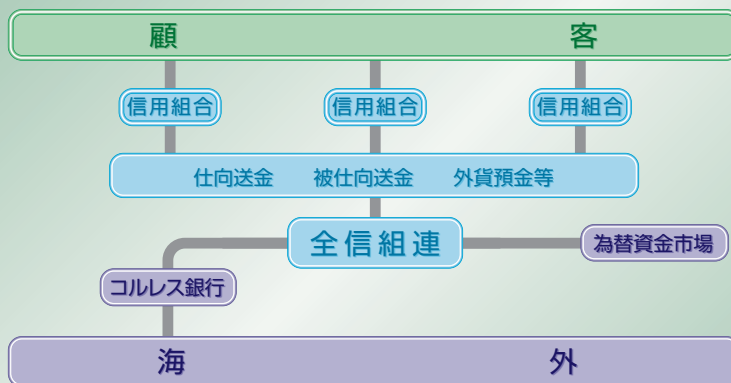 顧 客
信用組合 信用組合 信用組合
仕向送金 被仕向送金 外貨預金等
全信組連
為替資金市場
コルレス銀行
海 外